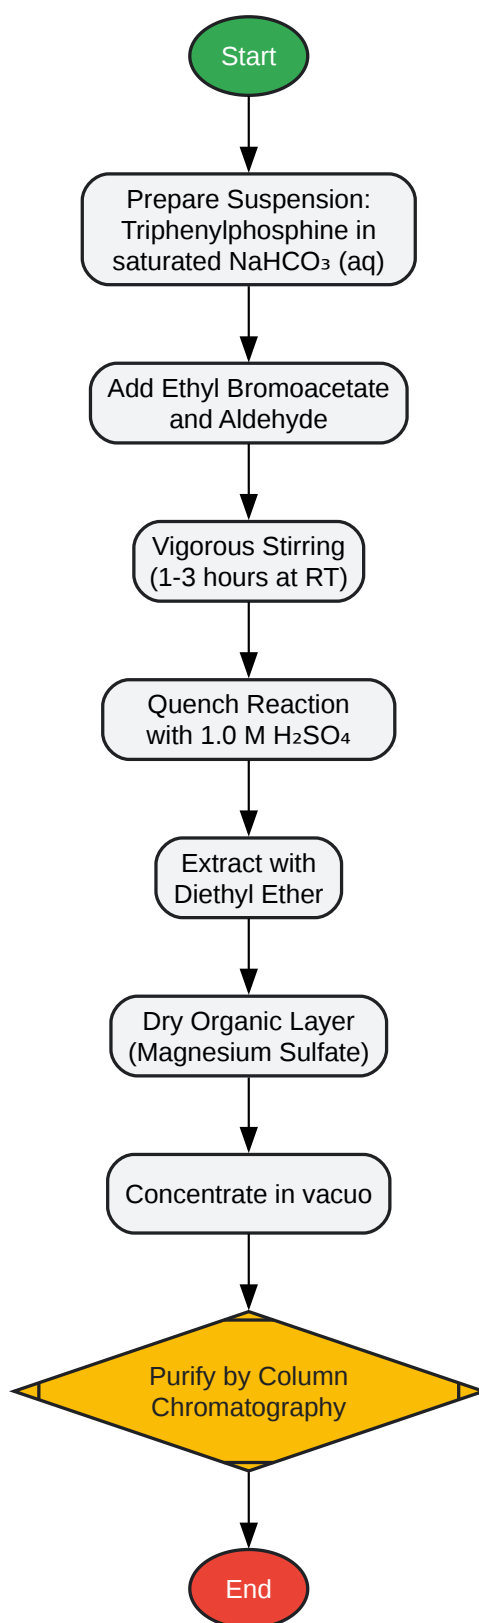 Start
Prepare Suspension:
Triphenylphosphine in
saturated NaHCO₃ (aq)
Add Ethyl Bromoacetate
and Aldehyde
Vigorous Stirring
(1-3 hours at RT)
Quench Reaction
with 1.0 M H₂SO₄
Extract with
Diethyl Ether
Dry Organic Layer
(Magnesium Sulfate)
Concentrate in vacuo
Purify by Column
Chromatography
End